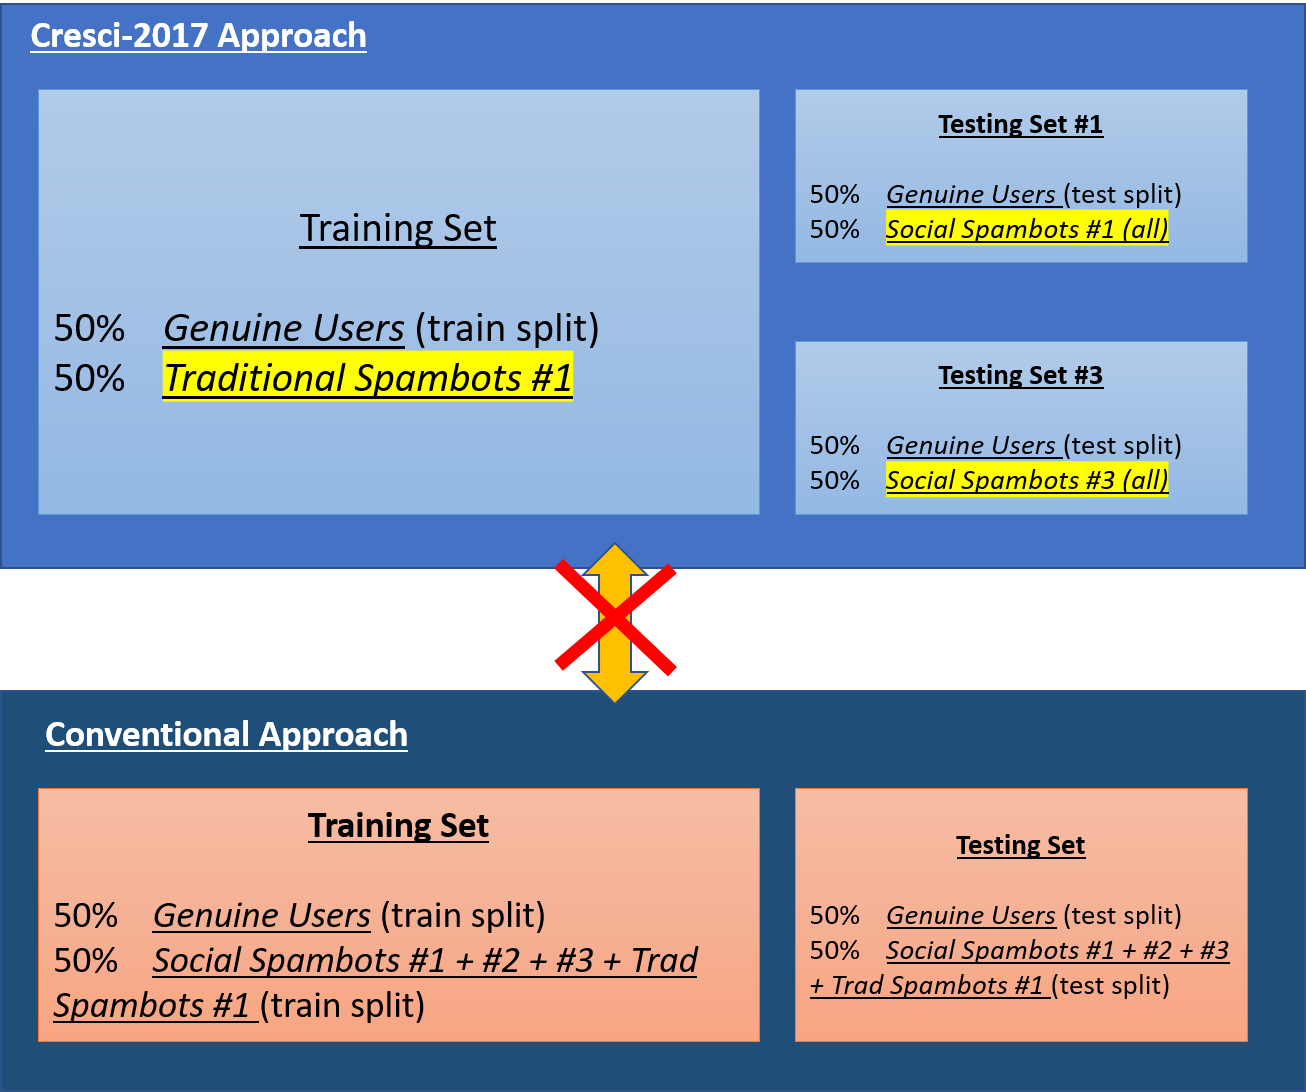 Cresci-2017 Approach
Training Set
50% Genuine Users (train split)
50% Traditional Spambots #1
Testing Set #1
50% Genuine Users (test split)
50% Social Spambots #1 (all)
Testing Set #3
50% Genuine Users (test split)
50% Social Spambots #3 (all)
Conventional Approach
Training Set
50% Genuine Users (train split)
50% Social Spambots #1 + #2 + #3 + Trad
Spambots #1 (train split)
Testing Set
50% Genuine Users (test split)
50% Social Spambots #1 + #2 + #3
+ Trad Spambots #1 (test split)